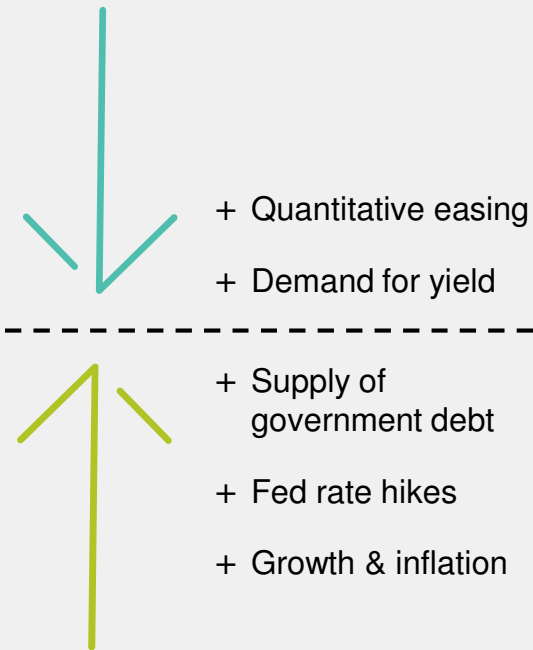 + Quantitative easing
+ Demand for yield
+ Supply of
government debt
+ Fed rate hikes
+ Growth & inflation